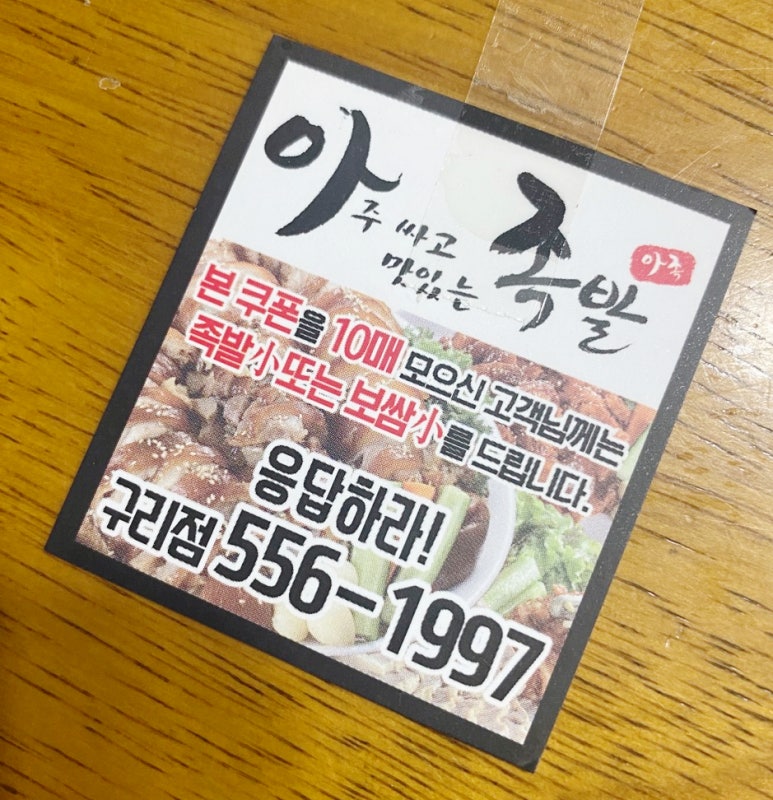 아주 싸고 맛있는 족발
아족
본 쿠폰을 10매 모으신 고객님께는
족발小 또는 보쌈小를 드립니다.
응답하라!
구리점 556-1997